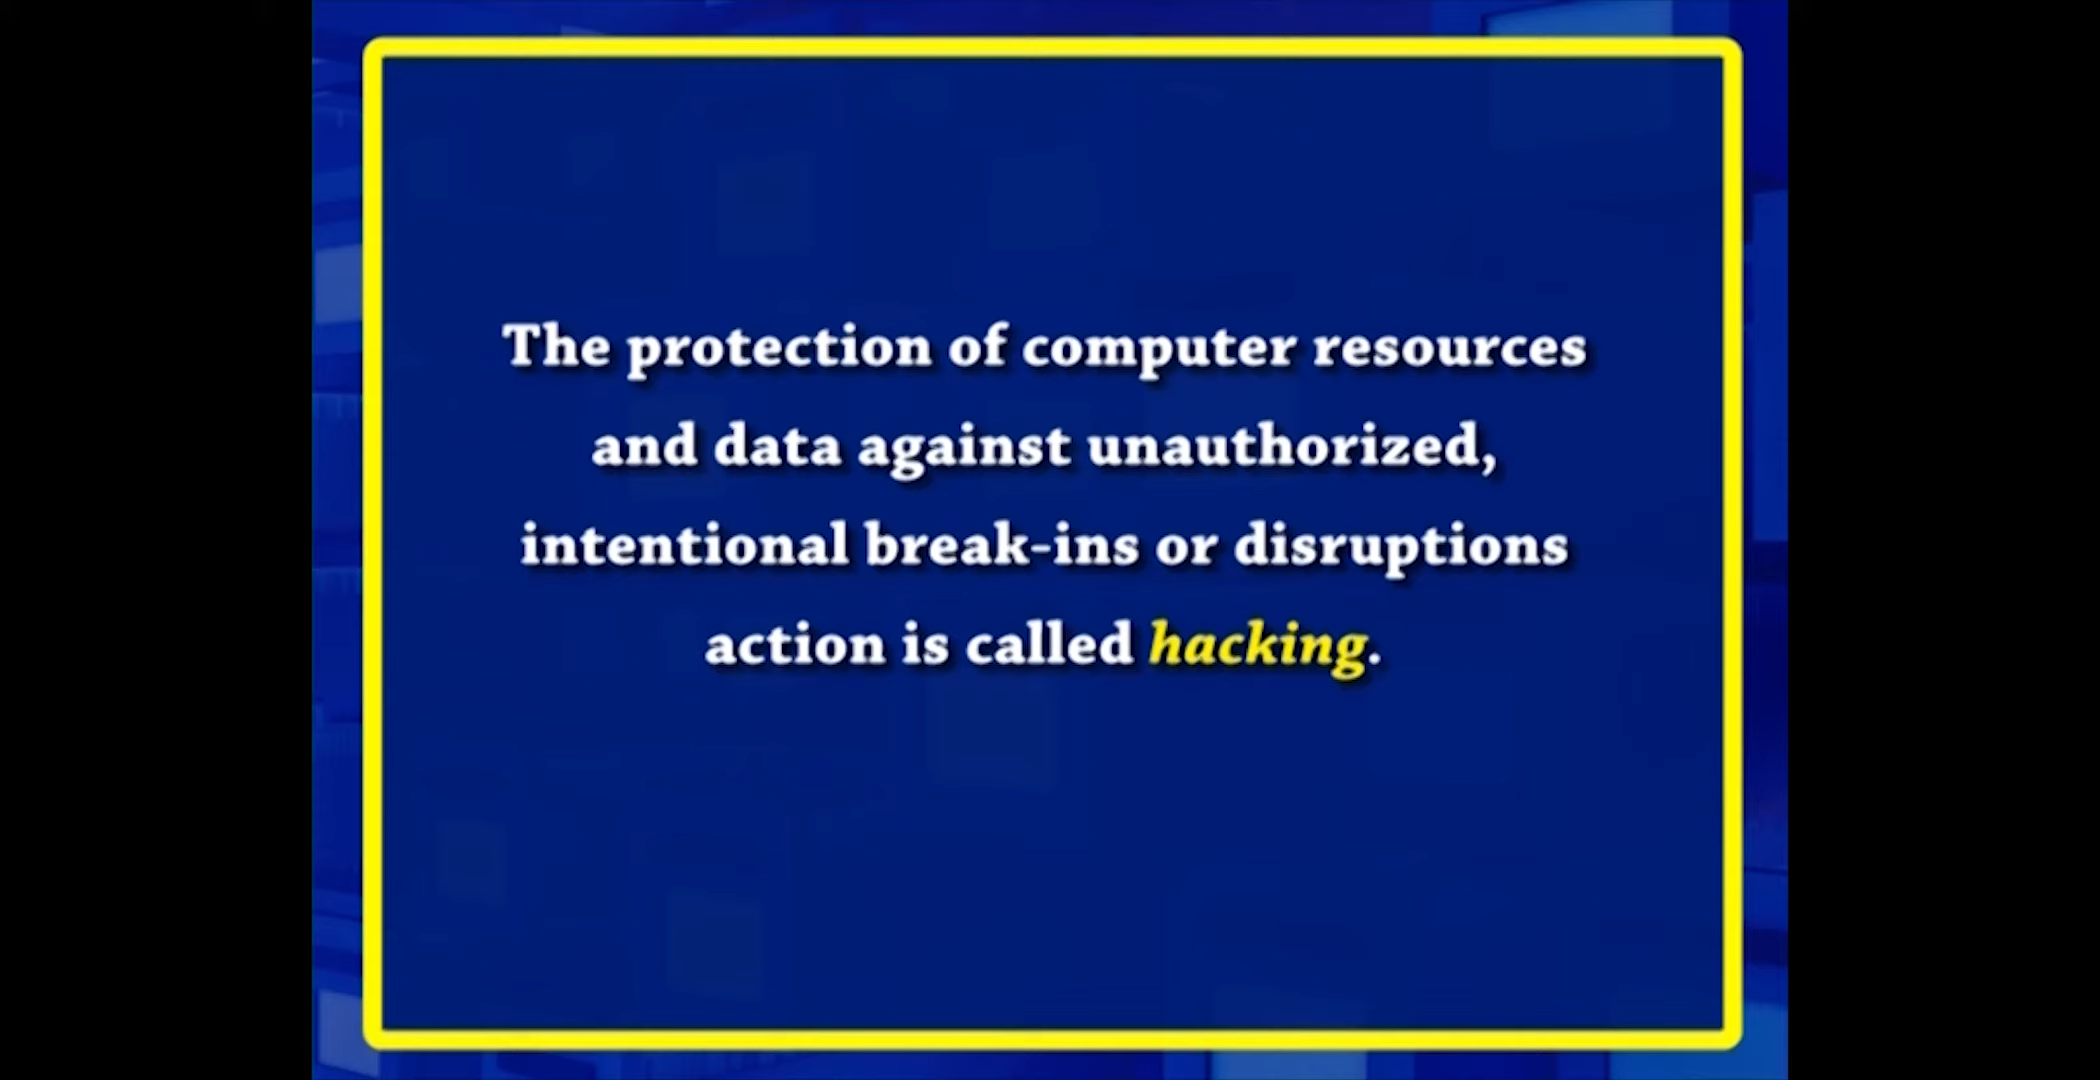 The protection of computer resources
and data against unauthorized,
intentional break-ins or disruptions
action is called hacking.